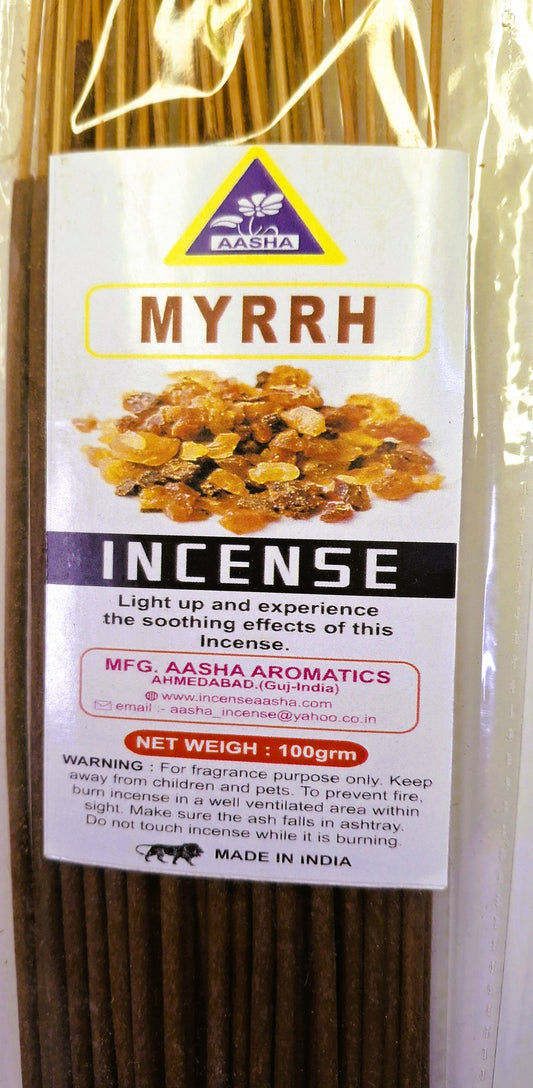 AASHA
MYRRH
INCENSE
Light up and experience
the soothing effects of this
Incense.
MFG. AASHA AROMATICS
AHMEDABAD.(Guj-India)
www.incenseaasha.com
email :- aasha_incense@yahoo.co.in
NET WEIGH : 100grm
WARNING : For fragrance purpose only. Keep
away from children and pets. To prevent fire,
burn incense in a well ventilated area within
sight. Make sure the ash falls in ashtray.
Do not touch incense while it is burning.
MADE IN INDIA